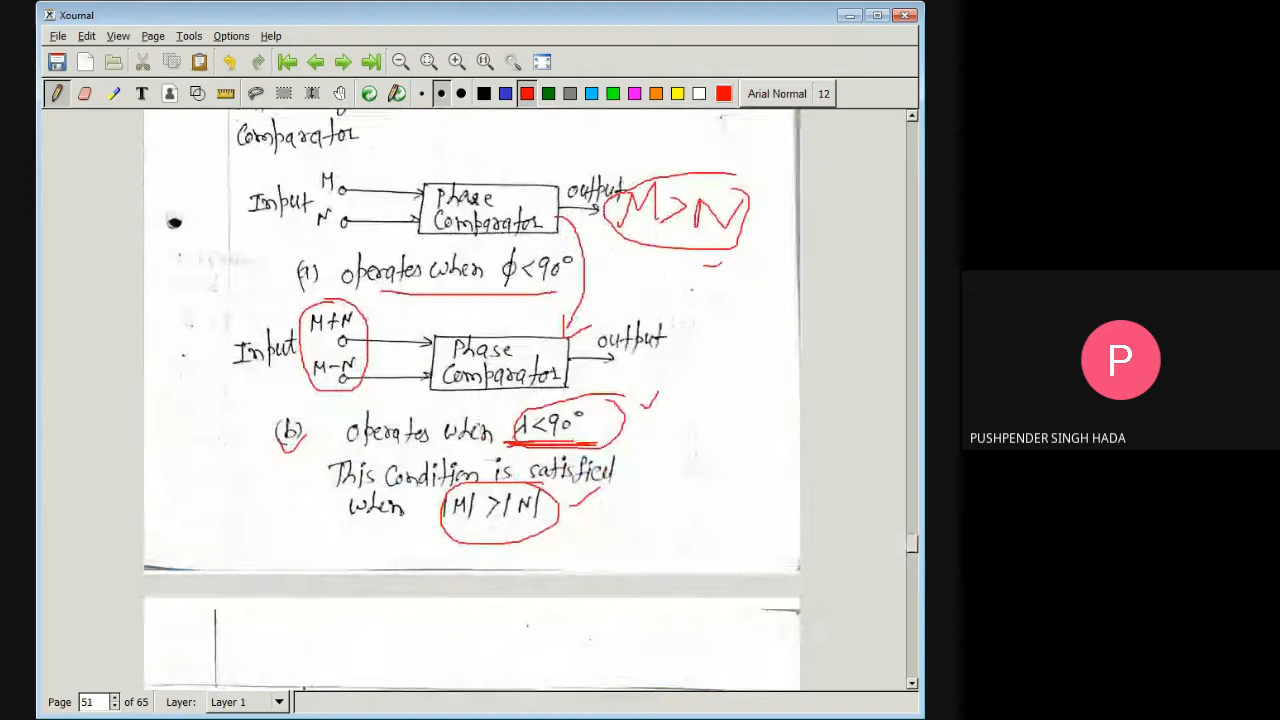 Xournal
File Edit View Page Tools Options Help
Arial Normal 12
Comparator
Input M N Phase Comparator output M>N
(a) operates when ϕ<90°
Input M+N M-N Phase Comparator output
(b) operates when λ<90°
This Condition is satisfied
when |M| >|N|
P
PUSHPENDER SINGH HADA
Page 51 of 65 Layer: Layer 1